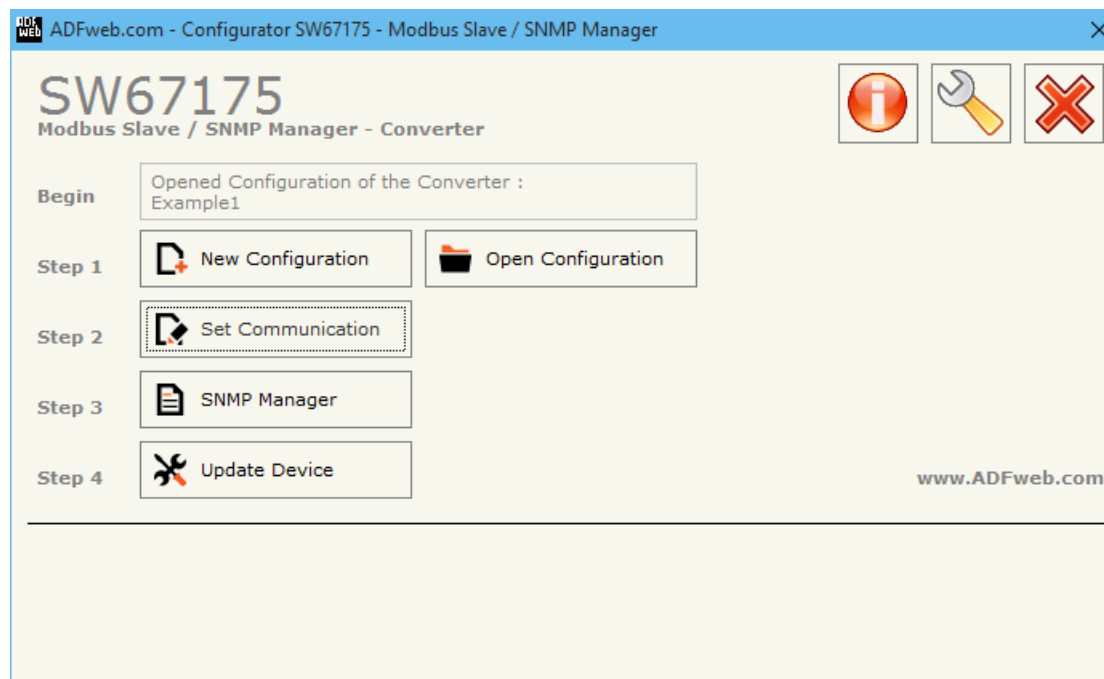 ADF web ADFweb.com - Configurator SW67175 - Modbus Slave / SNMP Manager
SW67175
Modbus Slave / SNMP Manager - Converter
Begin
Opened Configuration of the Converter :
Example1
Step 1 New Configuration Open Configuration
Step 2 Set Communication
Step 3 SNMP Manager
Step 4 Update Device
www.ADFweb.com